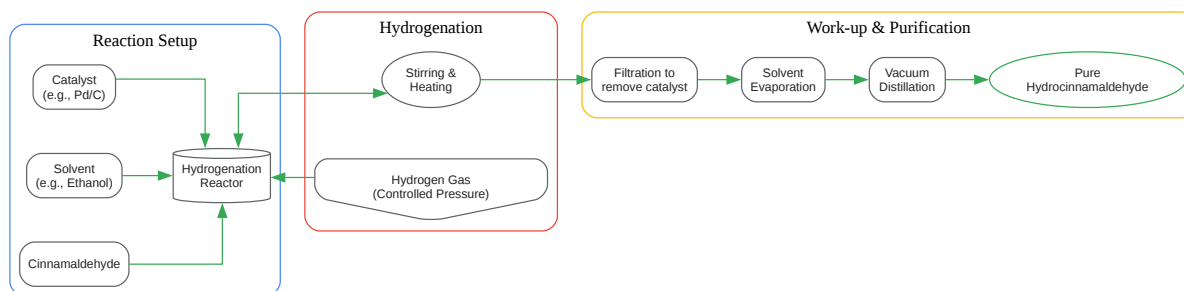 Reaction Setup
Catalyst
(e.g., Pd/C)
Solvent
(e.g., Ethanol)
Cinnamaldehyde
Hydrogenation
Reactor
Hydrogenation
Stirring &
Heating
Hydrogen Gas
(Controlled Pressure)
Work-up & Purification
Filtration to
remove catalyst
Solvent
Evaporation
Vacuum
Distillation
Pure
Hydrocinnamaldehyde